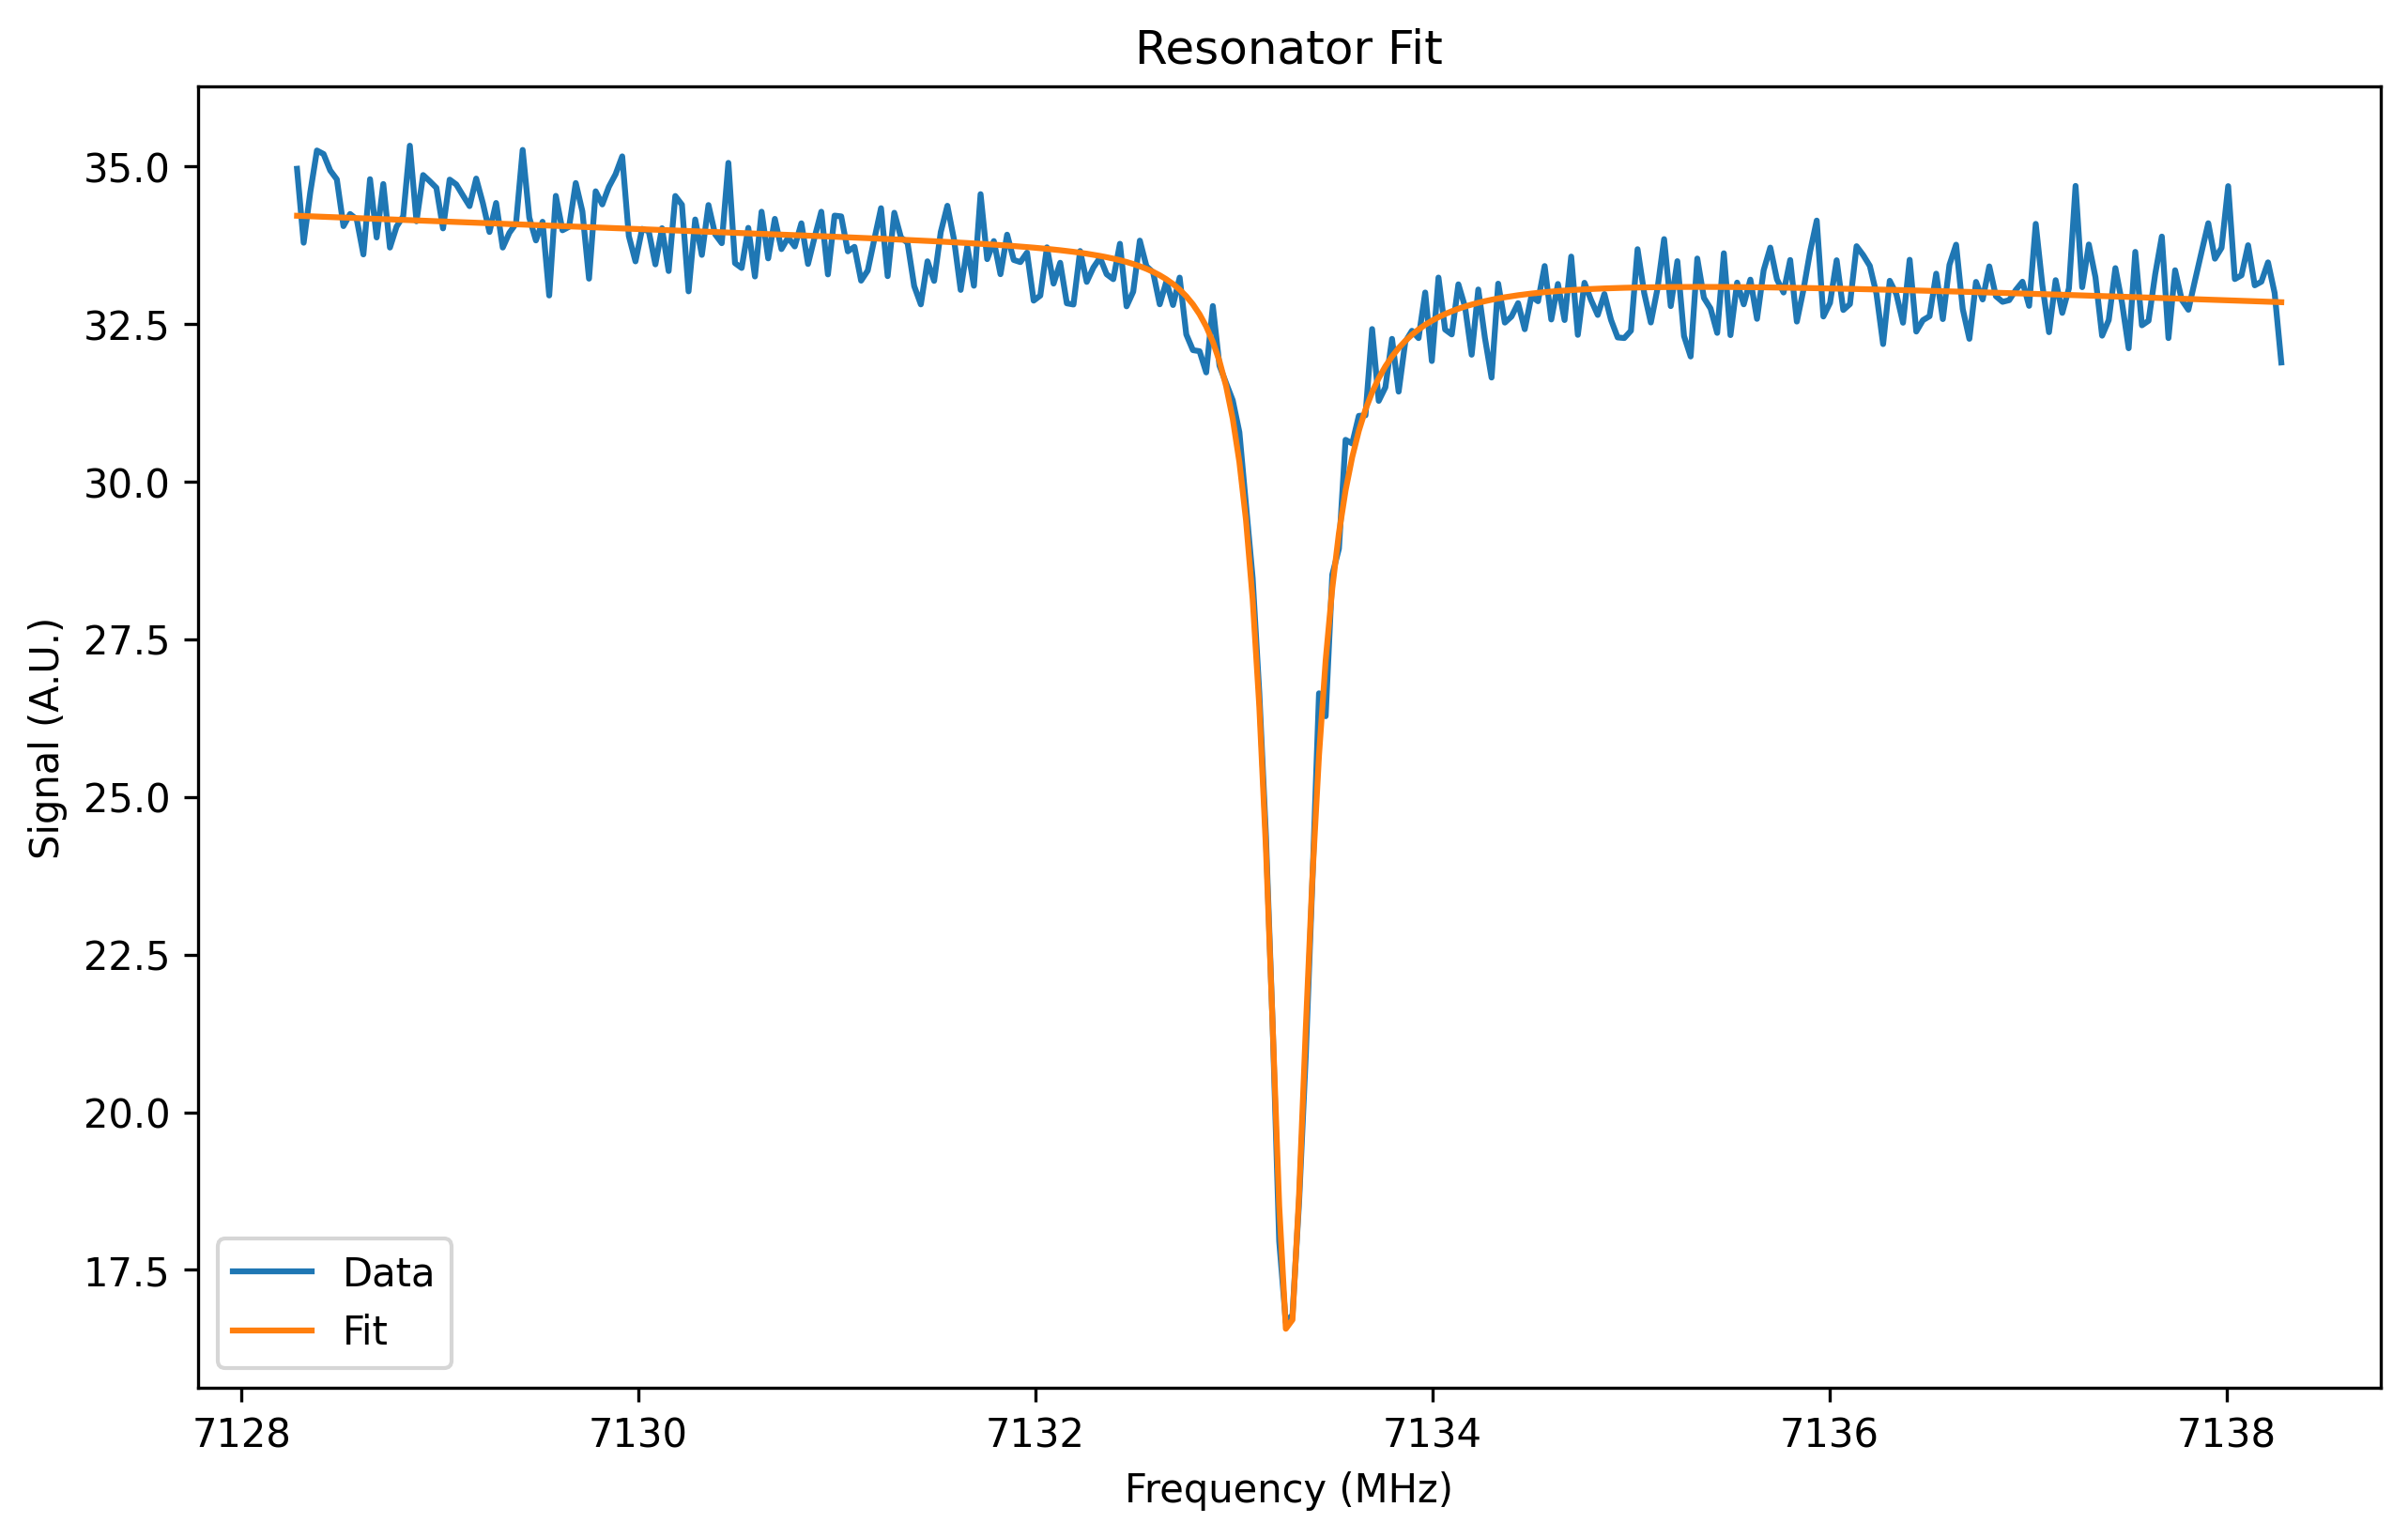 Resonator Fit
Signal (A.U.)
35.0
32.5
30.0
27.5
25.0
22.5
20.0
17.5
Data
Fit
7128 7130 7132 7134 7136 7138
Frequency (MHz)